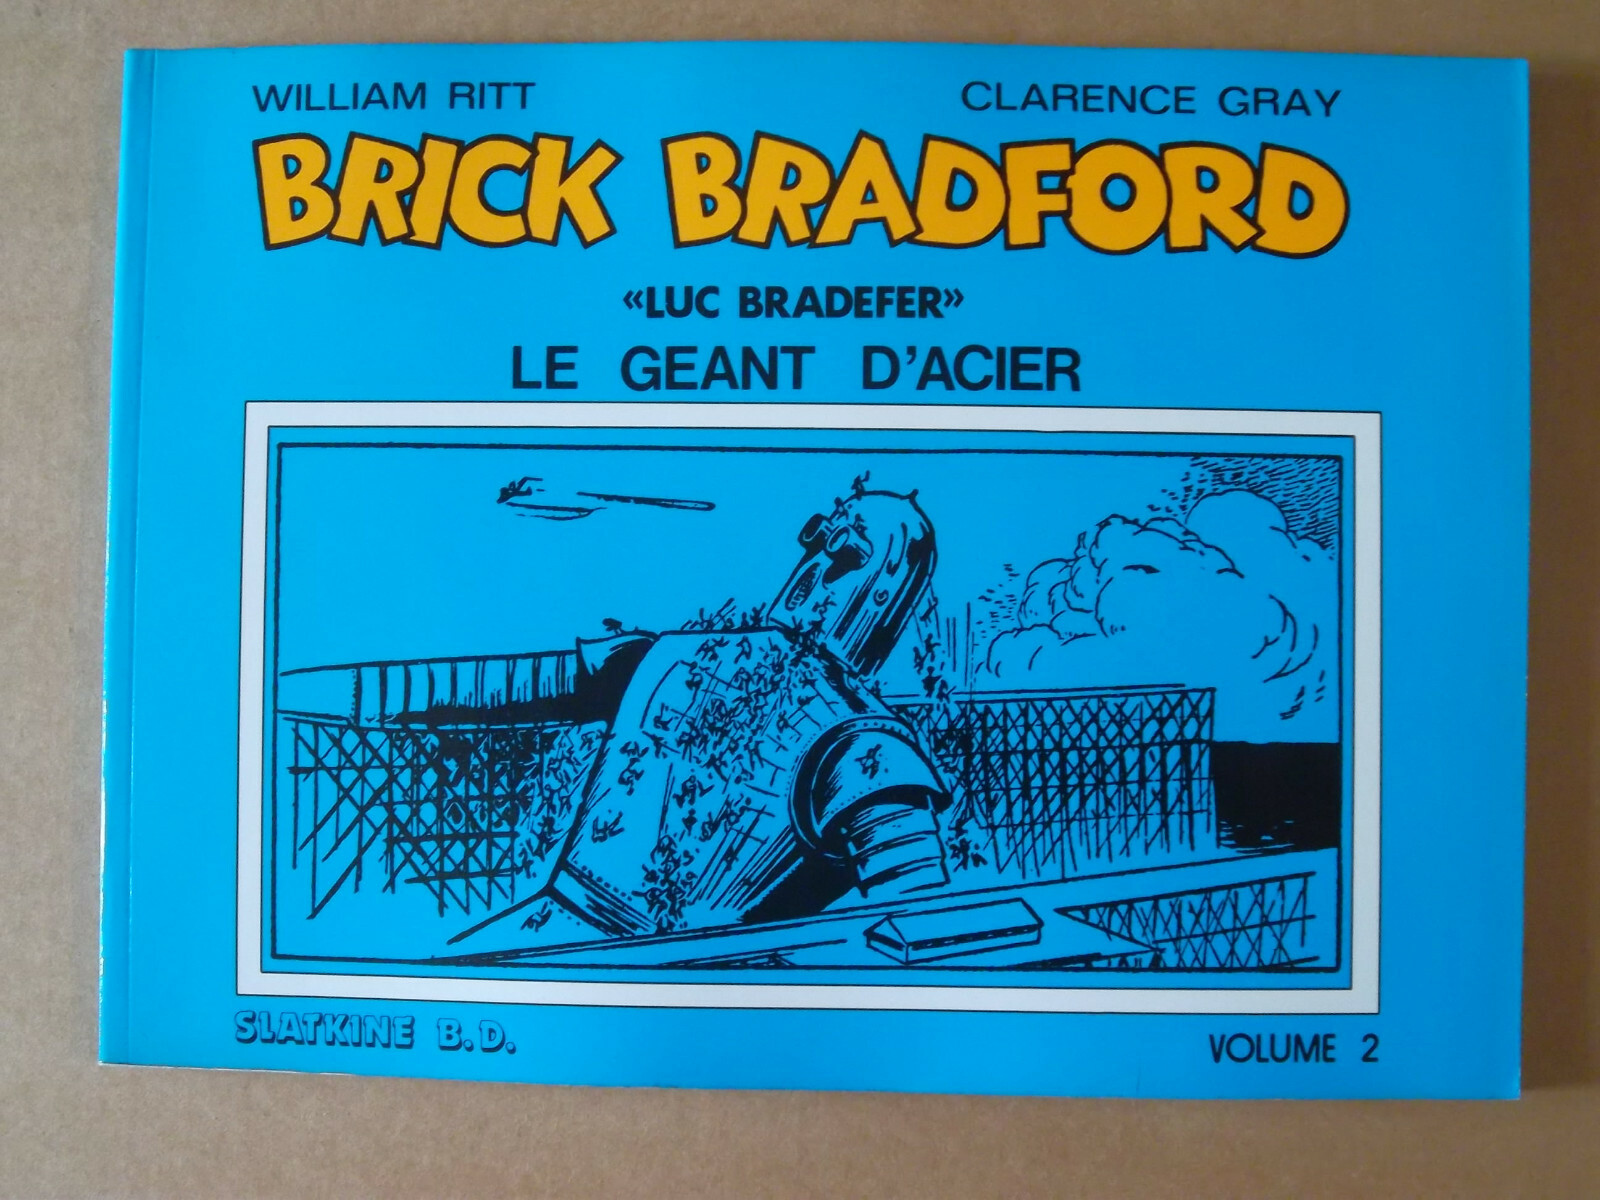 WILLIAM RITT
CLARENCE GRAY
BRICK BRADFORD
«LUC BRADEFER»
LE GEANT D'ACIER
SLATKINE B.D.
VOLUME 2